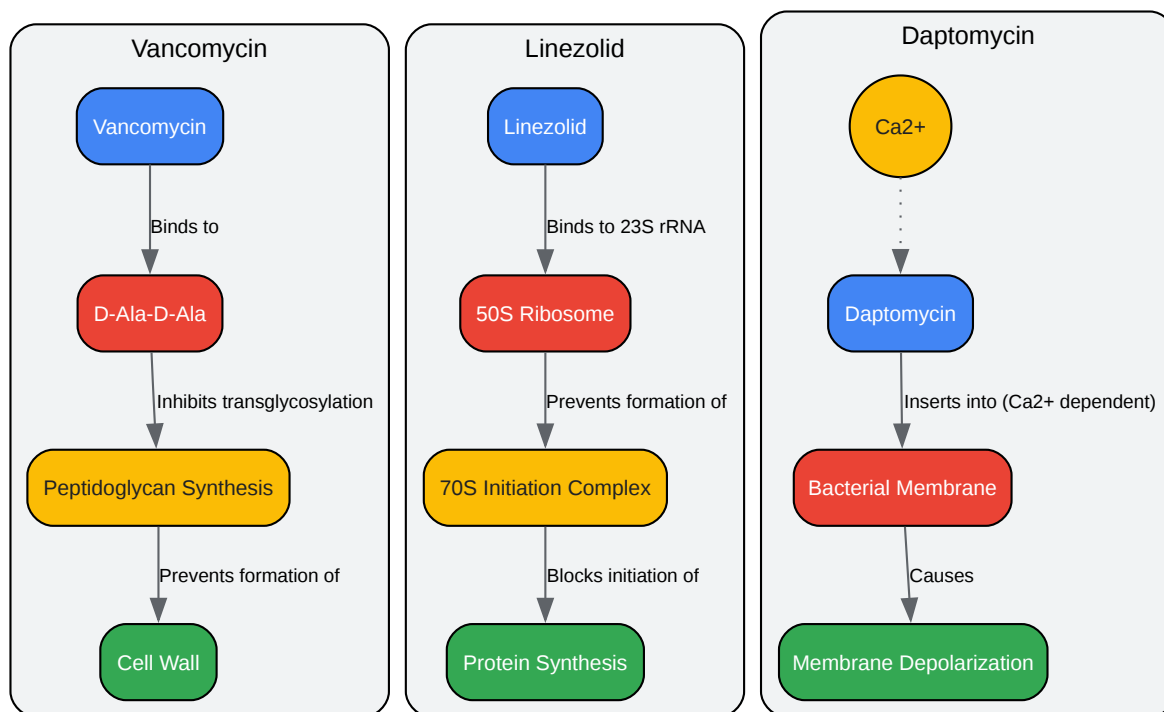 Vancomycin
Vancomycin
Binds to
D-Ala-D-Ala
Inhibits transglycosylation
Peptidoglycan Synthesis
Prevents formation of
Cell Wall
Linezolid
Linezolid
Binds to 23S rRNA
50S Ribosome
Prevents formation of
70S Initiation Complex
Blocks initiation of
Protein Synthesis
Daptomycin
Ca2+
Daptomycin
Inserts into (Ca2+ dependent)
Bacterial Membrane
Causes
Membrane Depolarization